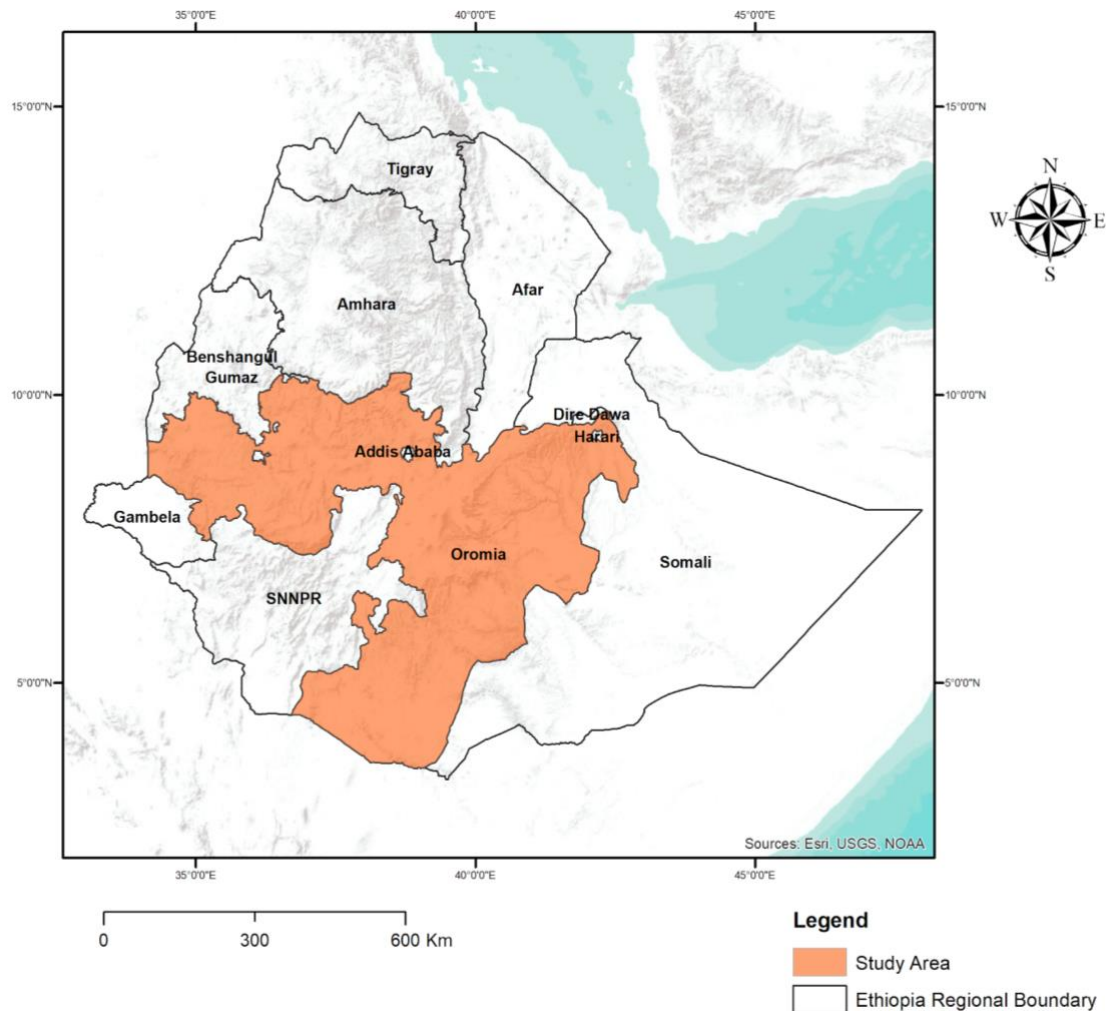 35°0'0"E 40°0'0"E 45°0'0"E
15°0'0"N 15°0'0"N
N
W E
S
Tigray
Afar
Amhara
Benshangul
Gumaz
10°0'0"N 10°0'0"N
Dire Dawa
Harari
Addis Ababa
Gambela
Oromia
Somali
SNNPR
5°0'0"N 5°0'0"N
Sources: Esri, USGS, NOAA
35°0'0"E 40°0'0"E 45°0'0"E
0 300 600 Km
Legend
Study Area
Ethiopia Regional Boundary